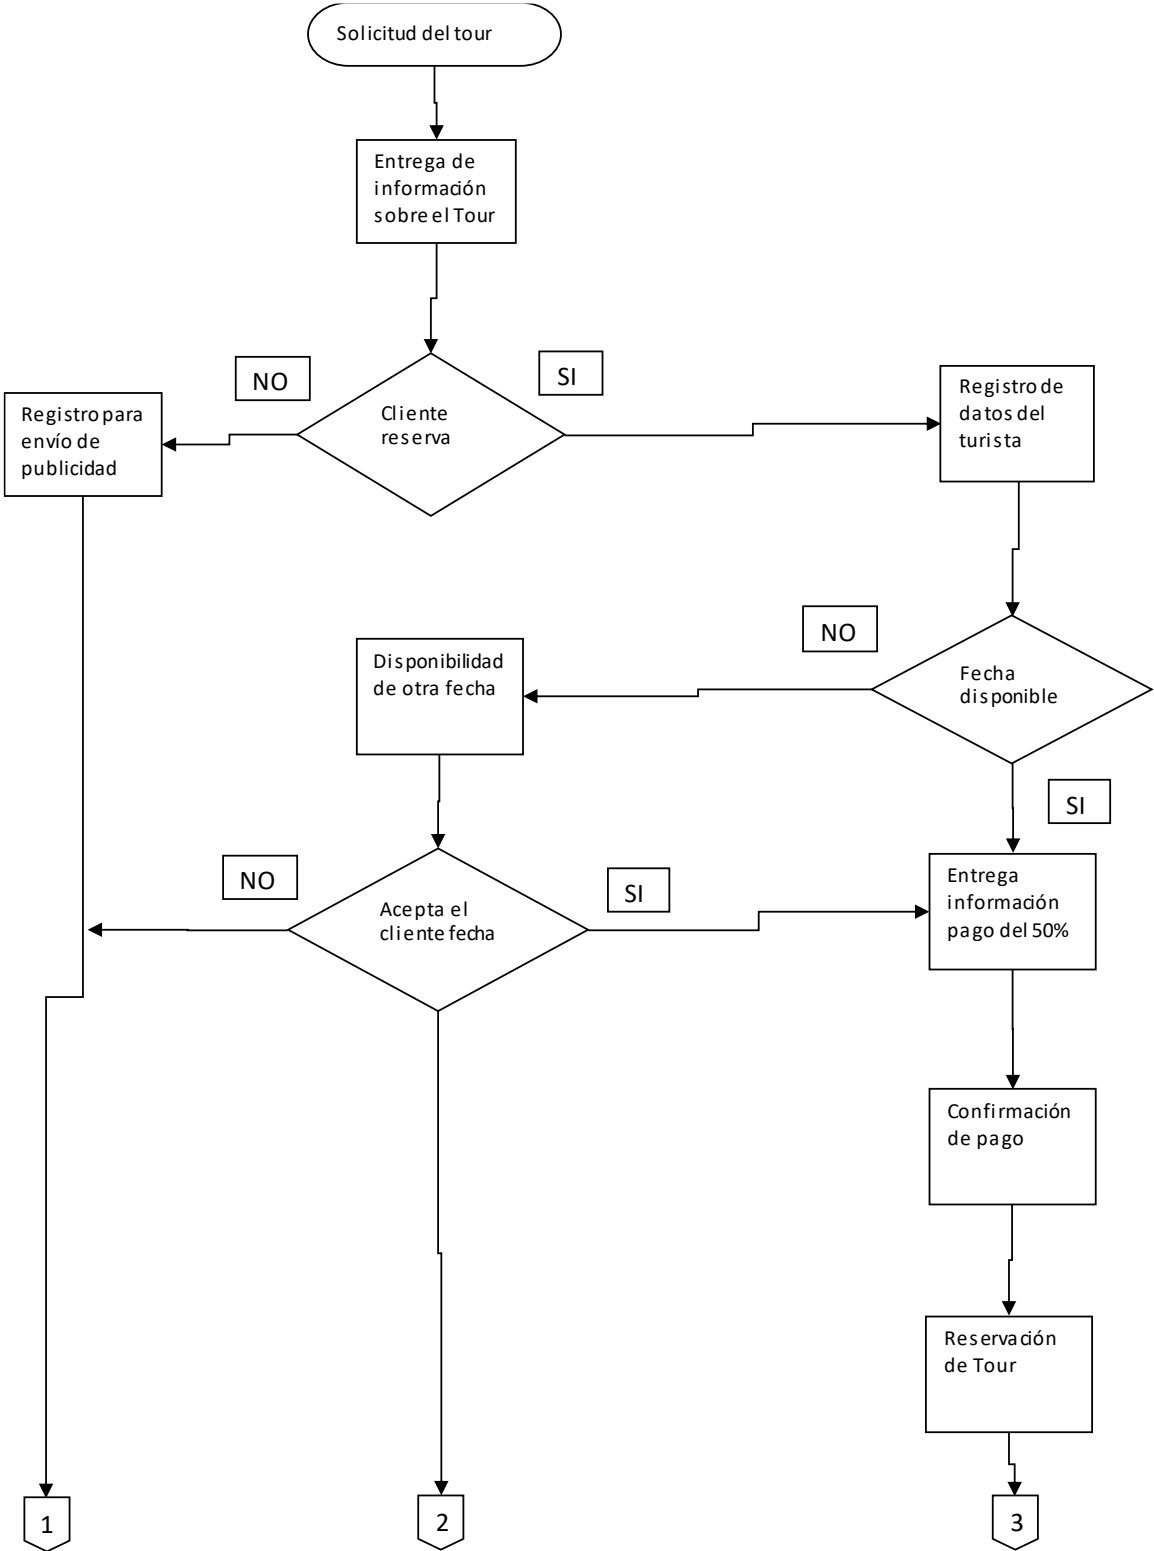 Solicitud del tour
Entrega de
información
sobre el Tour
NO
SI
Registro para
envío de
publicidad
Cliente
reserva
Registro de
datos del
turista
NO
Disponibilidad
de otra fecha
Fecha
disponible
SI
NO
SI
Acepta el
cliente fecha
Entrega
información
pago del 50%
Confirmación
de pago
Reservación
de Tour
1
2
3